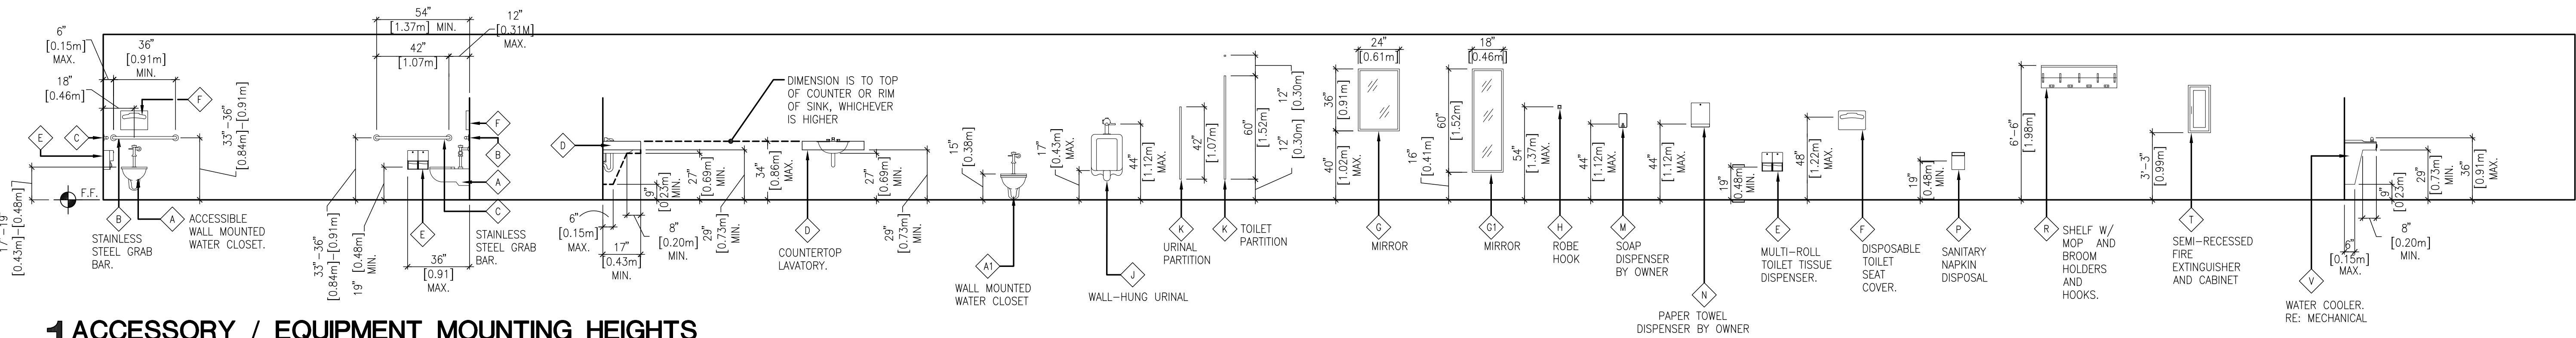 6"
[0.15m]
MAX.
36"
[0.91m]
MIN.
18"
[0.46m]
F
E
C
33"-36"
[0.84m]-[0.91m]
F.F.
17"-19"
[0.43m]-[0.48m]
B
STAINLESS
STEEL GRAB
BAR.
A
ACCESSIBLE
WALL MOUNTED
WATER CLOSET.
54"
[1.37m] MIN.
12"
[0.31M]
MAX.
42"
[1.07m]
F
B
A
C
E
STAINLESS
STEEL GRAB
BAR.
33"-36"
[0.84m]-[0.91m]
19"
[0.48m]
MIN.
36"
[0.91]
MAX.
D
DIMENSION IS TO TOP
OF COUNTER OR RIM
OF SINK, WHICHEVER
IS HIGHER
6"
[0.15m]
MAX.
17"
[0.43m]
MIN.
8"
[0.20m]
MIN.
9"
[0.23m]
MIN.
27"
[0.69m]
MIN.
29"
[0.73m]
MIN.
34"
[0.86m]
MAX.
D
COUNTERTOP
LAVATORY.
27"
[0.69m]
MIN.
29"
[0.73m]
MIN.
15"
[0.38m]
A1
WALL MOUNTED
WATER CLOSET
17"
[0.43m]
MAX.
44"
[1.12m]
MAX.
J
WALL-HUNG URINAL
42"
[1.07m]
K
URINAL
PARTITION
60"
[1.52m]
12"
[0.30m]
12"
[0.30m]
K
TOILET
PARTITION
24"
[0.61m]
36"
[0.91m]
40"
[1.02m]
MAX.
G
MIRROR
18"
[0.46m]
60"
[1.52m]
16"
[0.41m]
MAX.
G1
MIRROR
54"
[1.37m]
MAX.
H
ROBE
HOOK
44"
[1.12m]
MAX.
M
SOAP
DISPENSER
BY OWNER
44"
[1.12m]
MAX.
N
PAPER TOWEL
DISPENSER BY OWNER
19"
[0.48m]
MIN.
E
MULTI-ROLL
TOILET TISSUE
DISPENSER.
48"
[1.22m]
MAX.
F
DISPOSABLE
TOILET
SEAT
COVER.
19"
[0.48m]
MIN.
P
SANITARY
NAPKIN
DISPOSAL
6'-6"
[1.98m]
R
SHELF W/
MOP AND
BROOM
HOLDERS
AND
HOOKS.
3'-3"
[0.99m]
T
SEMI-RECESSED
FIRE
EXTINGUISHER
AND CABINET
V
WATER COOLER.
RE: MECHANICAL
6"
[0.15m]
MAX.
8"
[0.20m]
MIN.
9"
[0.23m]
MIN.
29"
[0.73m]
MIN.
36"
[0.91m]
MAX.
1 ACCESSORY / EQUIPMENT MOUNTING HEIGHTS